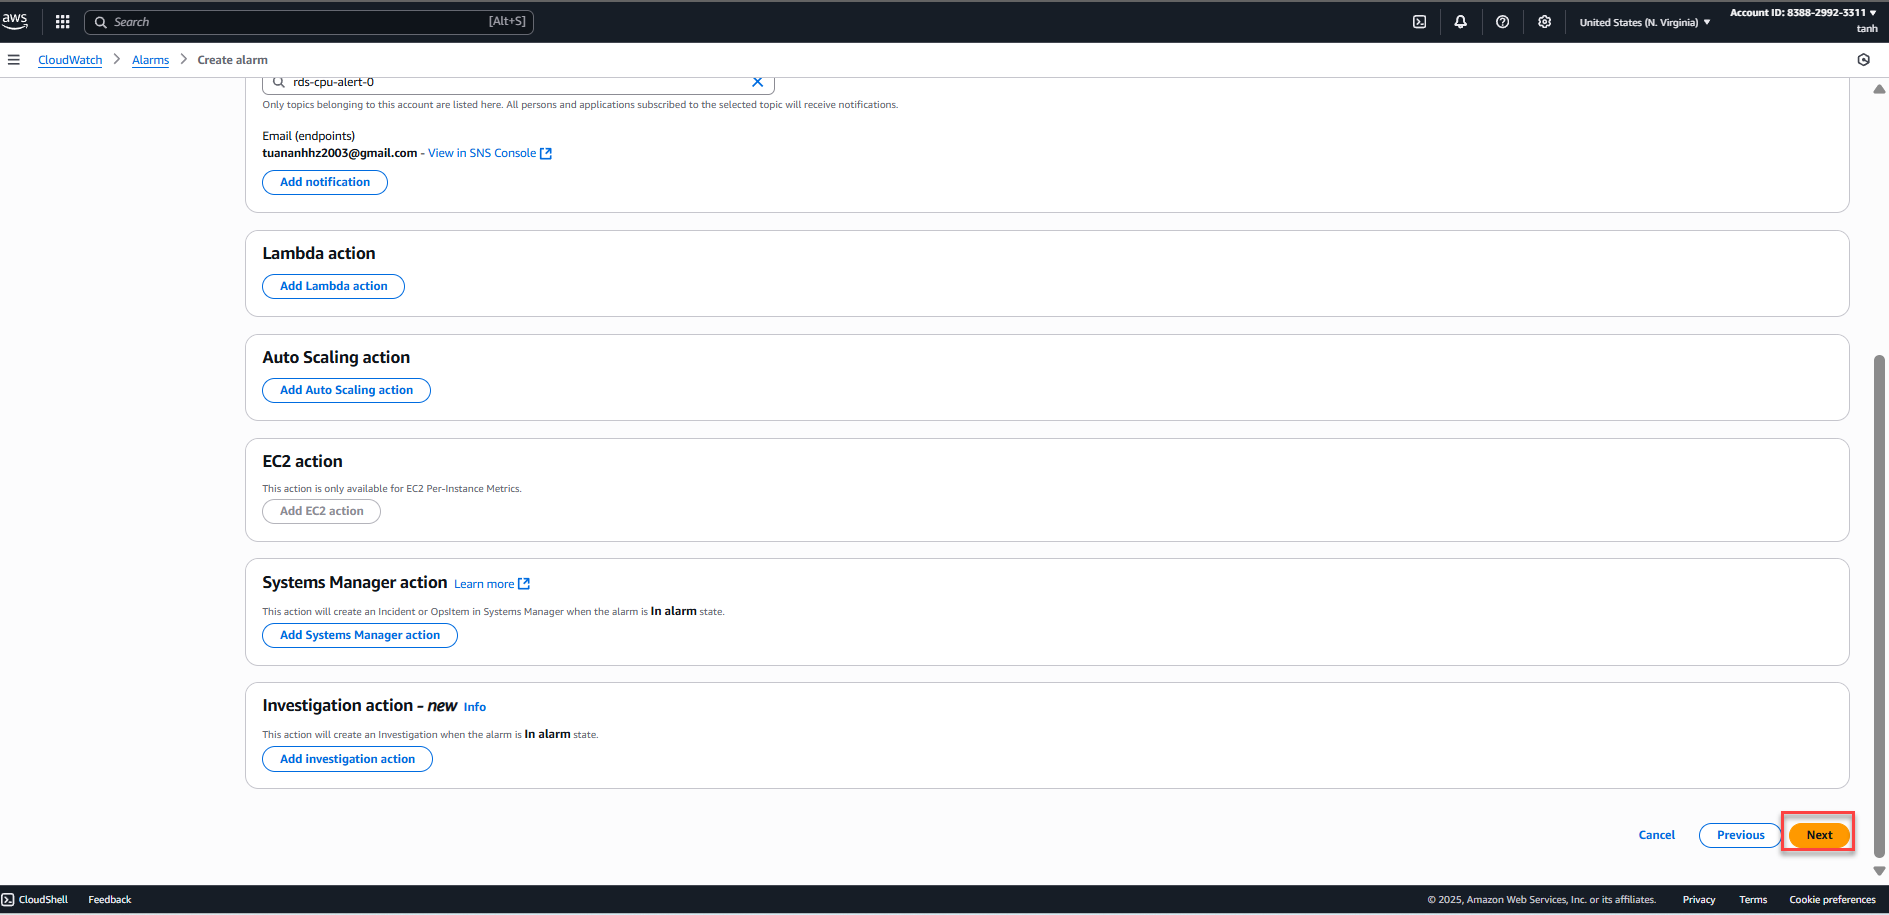 aws
Search
[Alt+S]
United States (N. Virginia) ▼
Account ID: 8388-2992-3311 ▼
tanh
CloudWatch > Alarms > Create alarm
rds-cpu-alert-0
Only topics belonging to this account are listed here. All persons and applications subscribed to the selected topic will receive notifications.
Email (endpoints)
tuananhhz2003@gmail.com - View in SNS Console
Add notification
Lambda action
Add Lambda action
Auto Scaling action
Add Auto Scaling action
EC2 action
This action is only available for EC2 Per-Instance Metrics.
Add EC2 action
Systems Manager action Learn more
This action will create an Incident or OpsItem in Systems Manager when the alarm is In alarm state.
Add Systems Manager action
Investigation action - new Info
This action will create an Investigation when the alarm is In alarm state.
Add investigation action
Cancel Previous Next
CloudShell Feedback
© 2025, Amazon Web Services, Inc. or its affiliates. Privacy Terms Cookie preferences